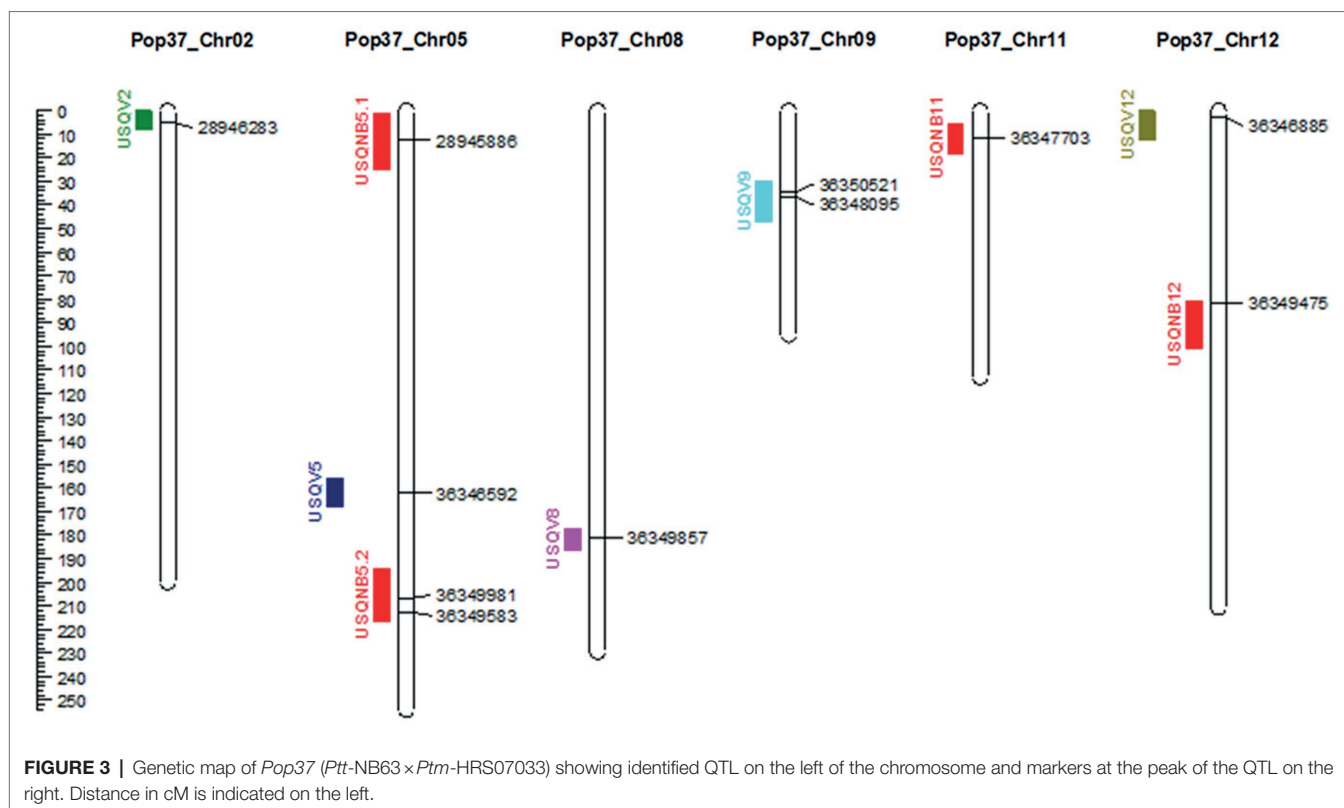 Pop37_Chr02
Pop37_Chr05
Pop37_Chr08
Pop37_Chr09
Pop37_Chr11
Pop37_Chr12
0
10
20
30
40
50
60
70
80
90
100
110
120
130
140
150
160
170
180
190
200
210
220
230
240
250
USQV2
28946283
USQNB5.1
28945886
USQV5
36346592
USQNB5.2
36349981
36349583
USQV8
36349857
USQV9
36350521
36348095
USQNB11
36347703
USQV12
36346885
USQNB12
36349475
FIGURE 3 | Genetic map of Pop37 (Ptt-NB63×Ptm-HRS07033) showing identified QTL on the left of the chromosome and markers at the peak of the QTL on the
right. Distance in cM is indicated on the left.